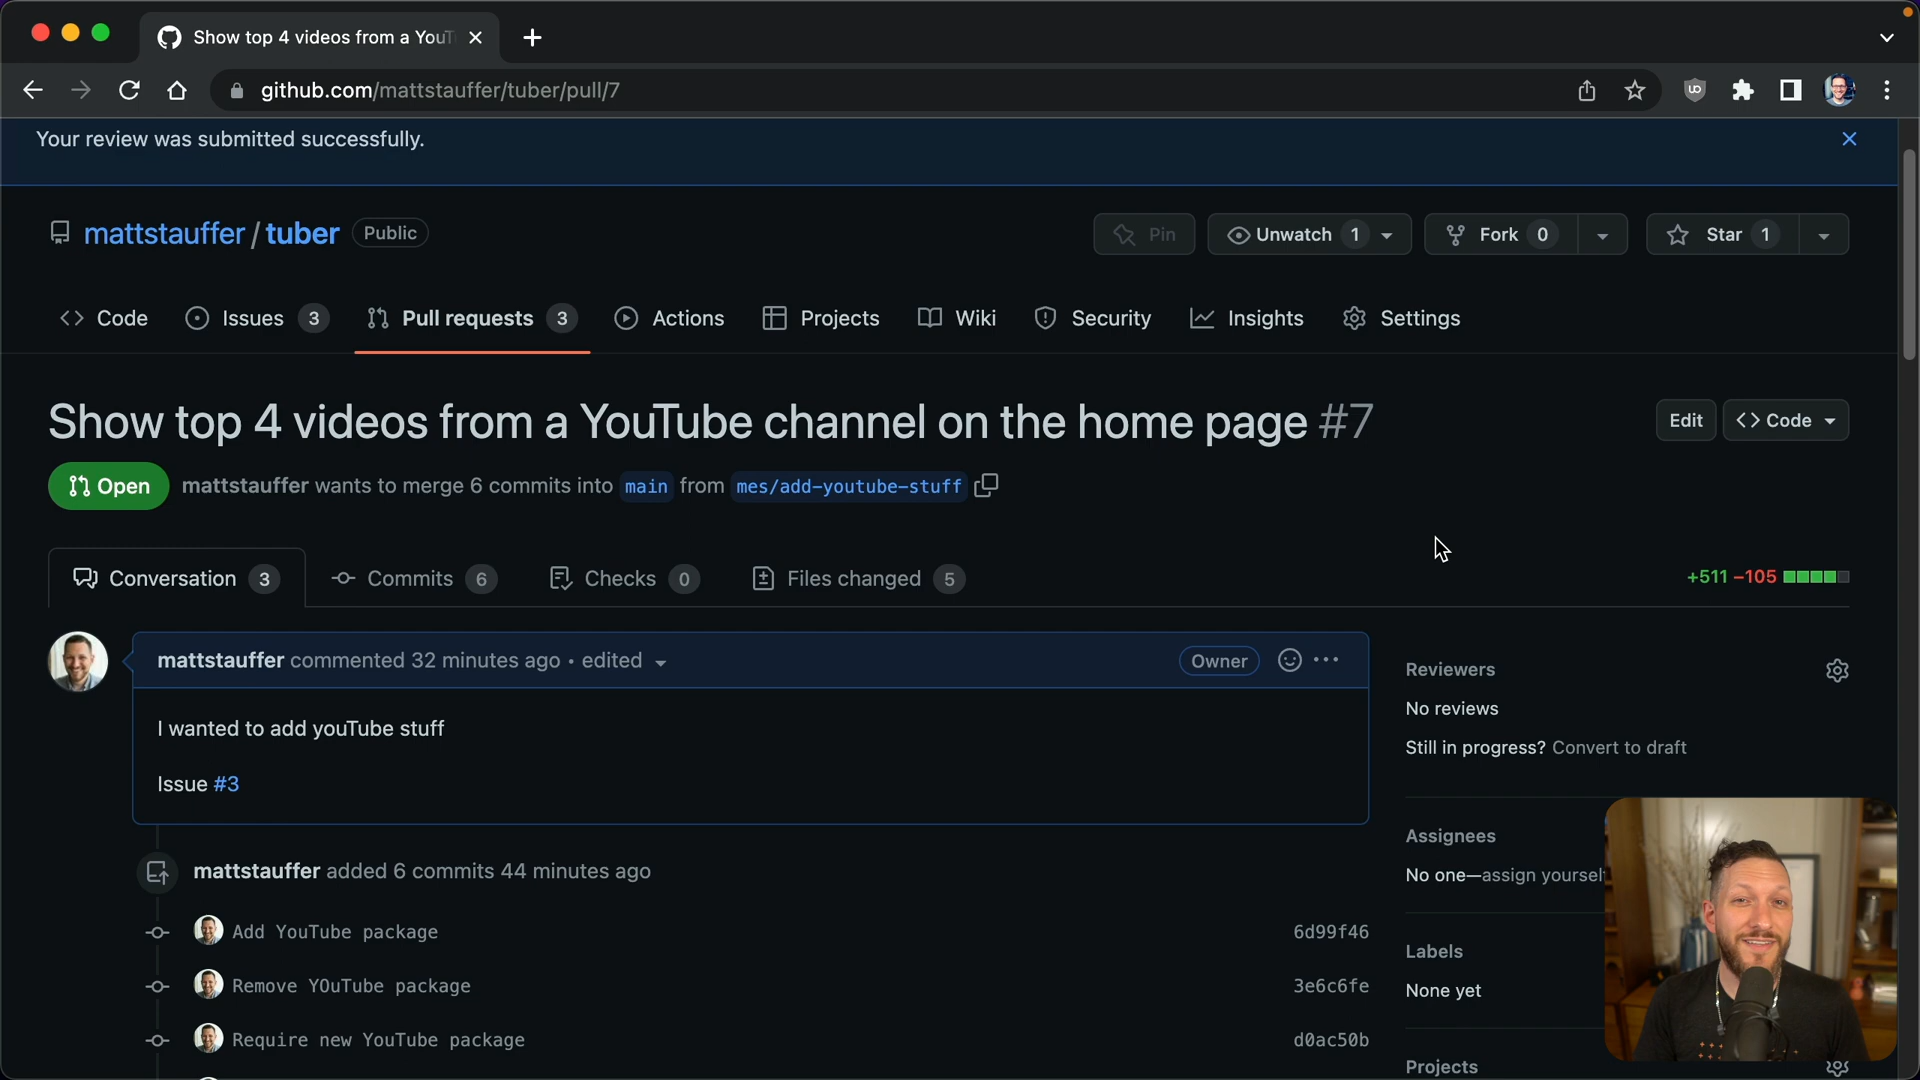 Show top 4 videos from a YouT
github.com/mattstauffer/tuber/pull/7
Your review was submitted successfully.
mattstauffer / tuber Public
Pin
Unwatch 1
Fork 0
Star 1
Code
Issues 3
Pull requests 3
Actions
Projects
Wiki
Security
Insights
Settings
Show top 4 videos from a YouTube channel on the home page #7
Edit
<> Code
Open
mattstauffer wants to merge 6 commits into main from mes/add-youtube-stuff
Conversation 3
Commits 6
Checks 0
Files changed 5
+511 −105
mattstauffer commented 32 minutes ago • edited
Owner
I wanted to add youTube stuff
Issue #3
Reviewers
No reviews
Still in progress? Convert to draft
Assignees
No one—assign yourself
Labels
None yet
Projects
mattstauffer added 6 commits 44 minutes ago
Add YouTube package 6d99f46
Remove YOuTube package 3e6c6fe
Require new YouTube package d0ac50b